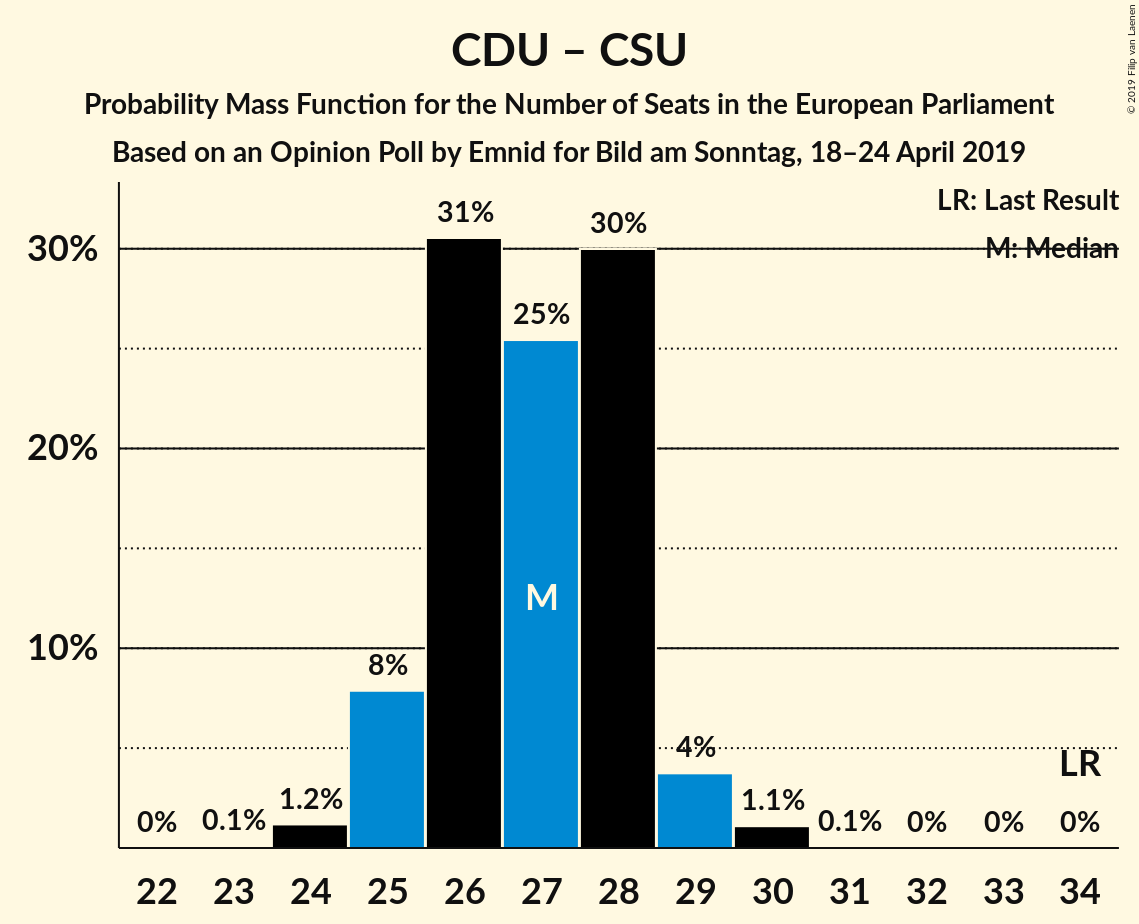 CDU – CSU
Probability Mass Function for the Number of Seats in the European Parliament
Based on an Opinion Poll by Emnid for Bild am Sonntag, 18–24 April 2019
© 2019 Filip van Laenen
LR: Last Result
M: Median
30%
20%
10%
0%
0.1%
1.2%
8%
31%
25%
30%
4%
1.1%
0.1%
0%
0%
0%
M
LR
22 23 24 25 26 27 28 29 30 31 32 33 34